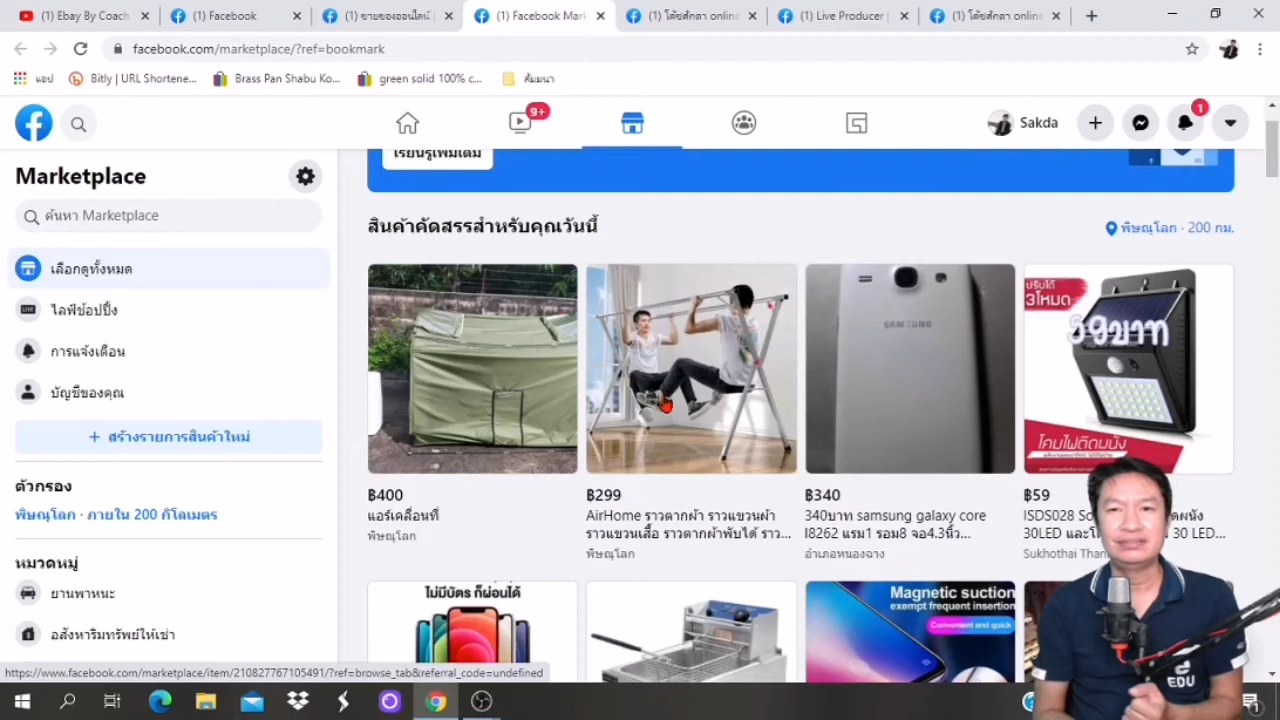 (1) Ebay By Coach
(1) Facebook
(1) ขายของออนไลน์
(1) Facebook Mar
(1) โค้ชศักดา online
(1) Live Producer
(1) โค้ชศักดา online
facebook.com/marketplace/?ref=bookmark
แอป
Bitly | URL Shortene...
Brass Pan Shabu Ko...
green solid 100% c...
สัมมนา
9+
Sakda
1
Marketplace
ค้นหา Marketplace
เลือกดูทั้งหมด
LIVE
ไลฟ์ช้อปปิ้ง
การแจ้งเตือน
บัญชีของคุณ
+ สร้างรายการสินค้าใหม่
ตัวกรอง
พิษณุโลก · ภายใน 200 กิโลเมตร
หมวดหมู่
ยานพาหนะ
อสังหาริมทรัพย์ให้เช่า
เรียนรู้เพิ่มเติม
สินค้าคัดสรรสำหรับคุณวันนี้
พิษณุโลก · 200 กม.
SAMSUNG
ปรับได้
3โหมด
59บาท
โคมไฟติดผนัง
฿400
แอร์เคลื่อนที่
พิษณุโลก
฿299
AirHome ราวตากผ้า ราวแขวนผ้า
ราวแขวนเสื้อ ราวตากผ้าพับได้ ราว...
พิษณุโลก
฿340
340บาท samsung galaxy core
I8262 แรม1 รอม8 จอ4.3นิ้ว...
อำเภอหนองฉาง
฿59
ISDS028 So
30LED และโ
30 LED...
Sukhothai Than
ไม่มีบัตร ก็ผ่อนได้
Magnetic suction
exempt frequent insertion
Convenient and quick
EDU
https://www.facebook.com/marketplace/item/210827767105491/?ref=browse_tab&referral_code=undefined
1